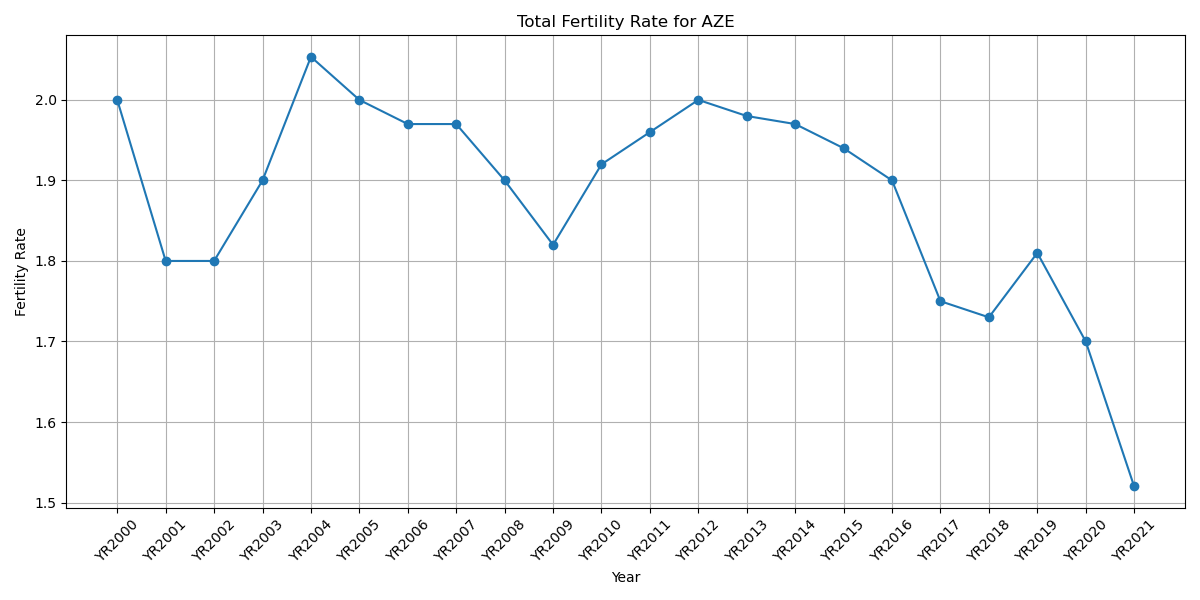 Total Fertility Rate for AZE
Fertility Rate
2.0
1.9
1.8
1.7
1.6
1.5
YR2000
YR2001
YR2002
YR2003
YR2004
YR2005
YR2006
YR2007
YR2008
YR2009
YR2010
YR2011
YR2012
YR2013
YR2014
YR2015
YR2016
YR2017
YR2018
YR2019
YR2020
YR2021
Year